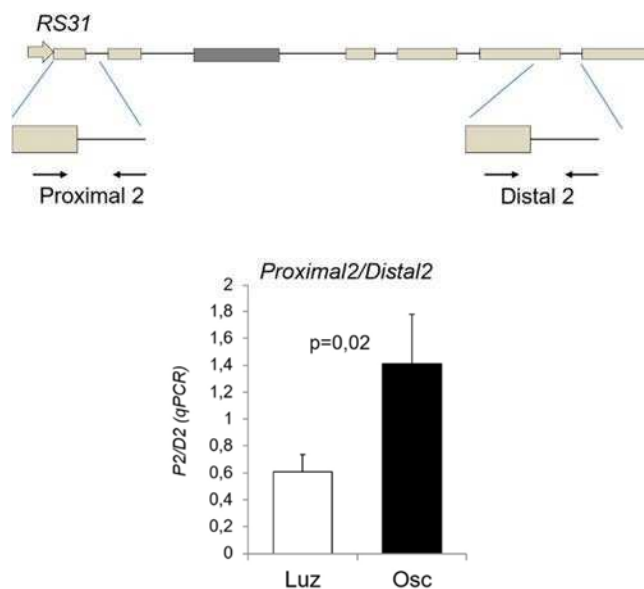 RS31
Proximal 2
Distal 2
Proximal2/Distal2
2
1,8
1,6
1,4
1,2
1
0,8
0,6
0,4
0,2
0
P2/D2 (qPCR)
p=0,02
Luz
Osc